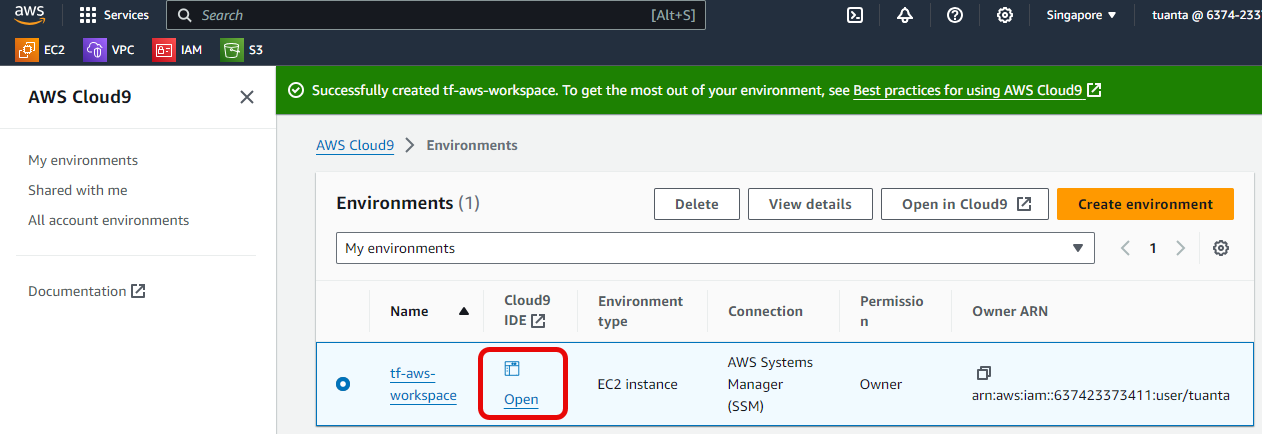 aws Services Search [Alt+S] Singapore tuanta @ 6374-2337
EC2 VPC IAM S3
AWS Cloud9
My environments
Shared with me
All account environments
Documentation
Successfully created tf-aws-workspace. To get the most out of your environment, see Best practices for using AWS Cloud9
AWS Cloud9 Environments
Environments (1) Delete View details Open in Cloud9 Create environment
My environments 1
Name
Cloud9
IDE
Environment
type
Connection
Permissio
n
Owner ARN
tf-aws-
workspace
Open
EC2 instance
AWS Systems
Manager
(SSM)
Owner
arn:aws:iam::637423373411:user/tuanta